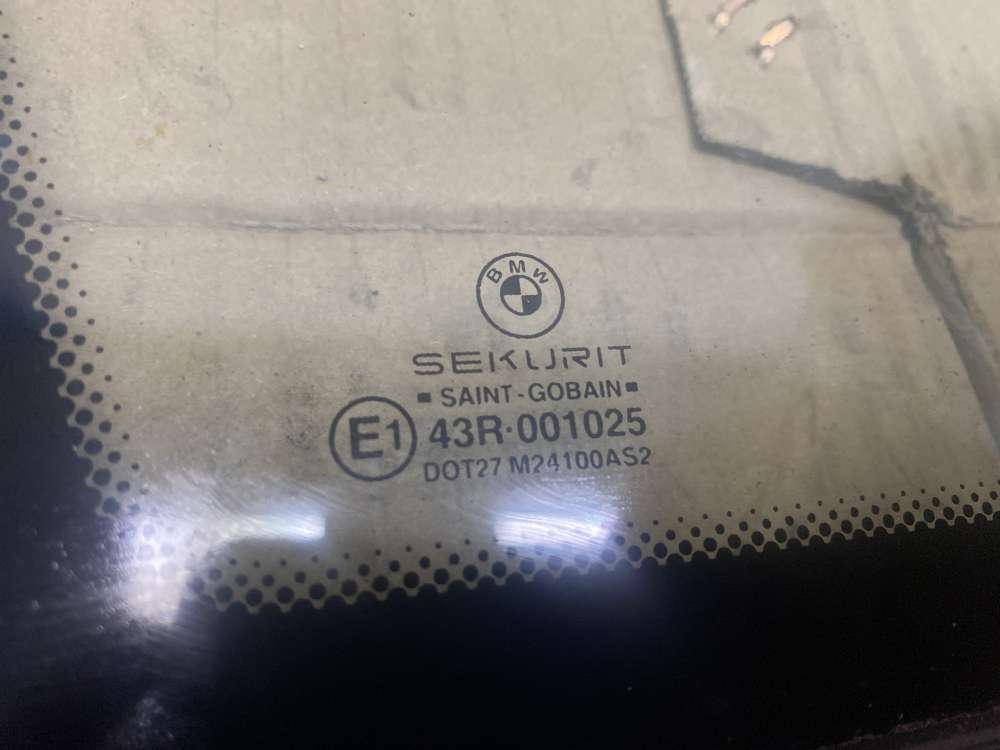 BMW
SEKURIT
SAINT-GOBAIN
E1 43R·001025
DOT27 M24100AS2